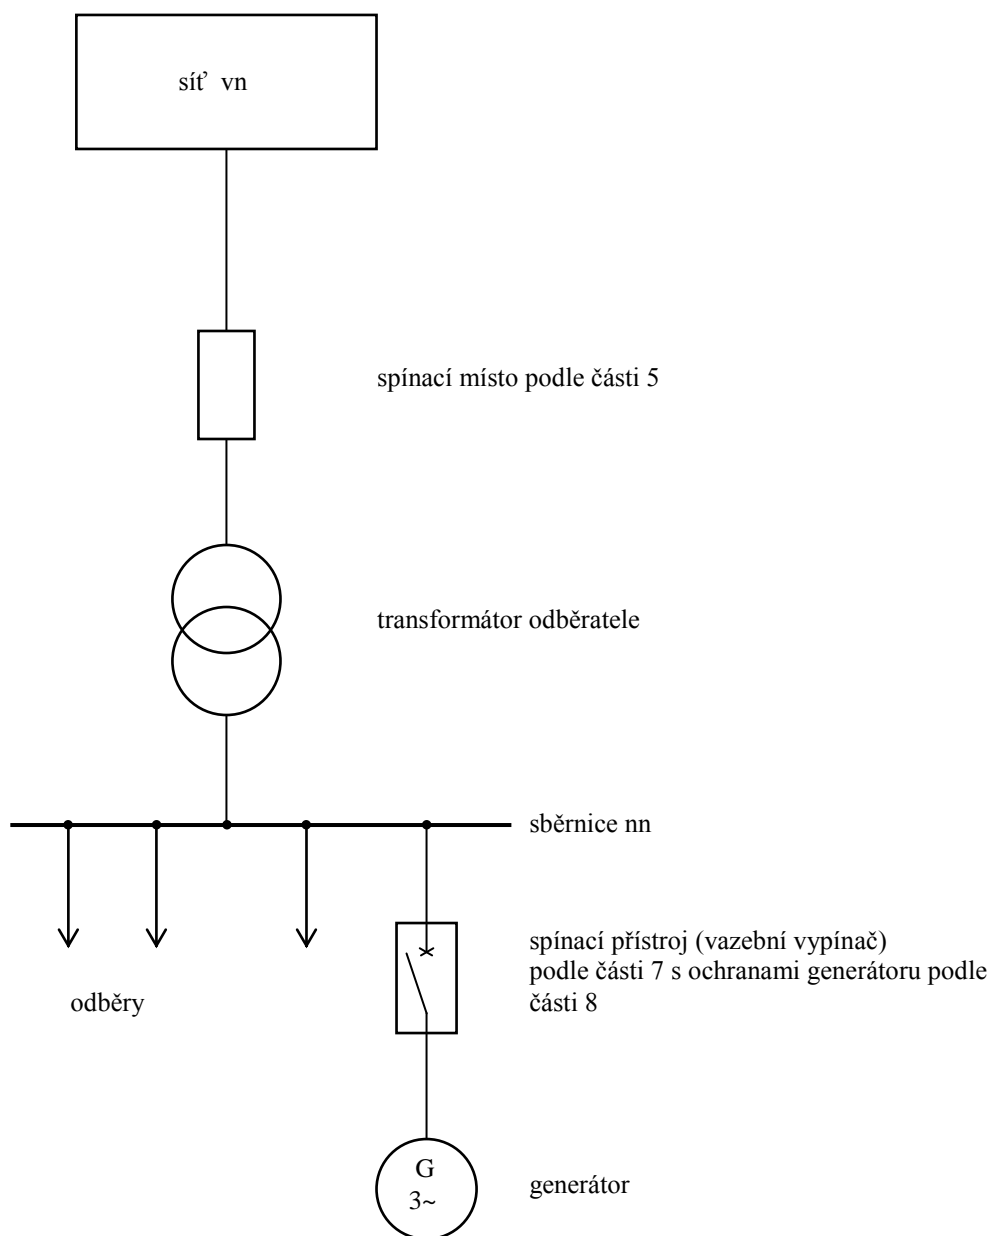 síť vn
spínací místo podle části 5
transformátor odběratele
sběrnice nn
spínací přístroj (vazební vypínač)
podle části 7 s ochranami generátoru podle
části 8
odběry
G
3~
generátor